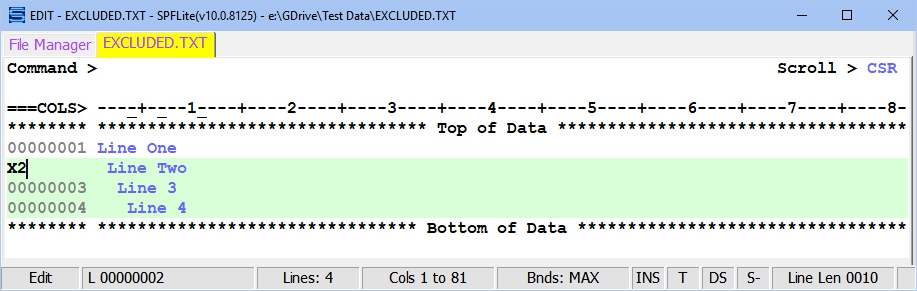 EDIT - EXCLUDED.TXT - SPFLite(v10.0.8125) - e:\GDrive\Test Data\EXCLUDED.TXT
File Manager EXCLUDED.TXT
Command > Scroll > CSR
===COLS> ----+----1----+----2----+----3----+----4----+----5----+----6----+----7----+----8-
******** ********************************* Top of Data ***********************************
00000001 Line One
X2 Line Two
00000003 Line 3
00000004 Line 4
******** ******************************** Bottom of Data *********************************
Edit L 00000002 Lines: 4 Cols 1 to 81 Bnds: MAX INS T DS S- Line Len 0010